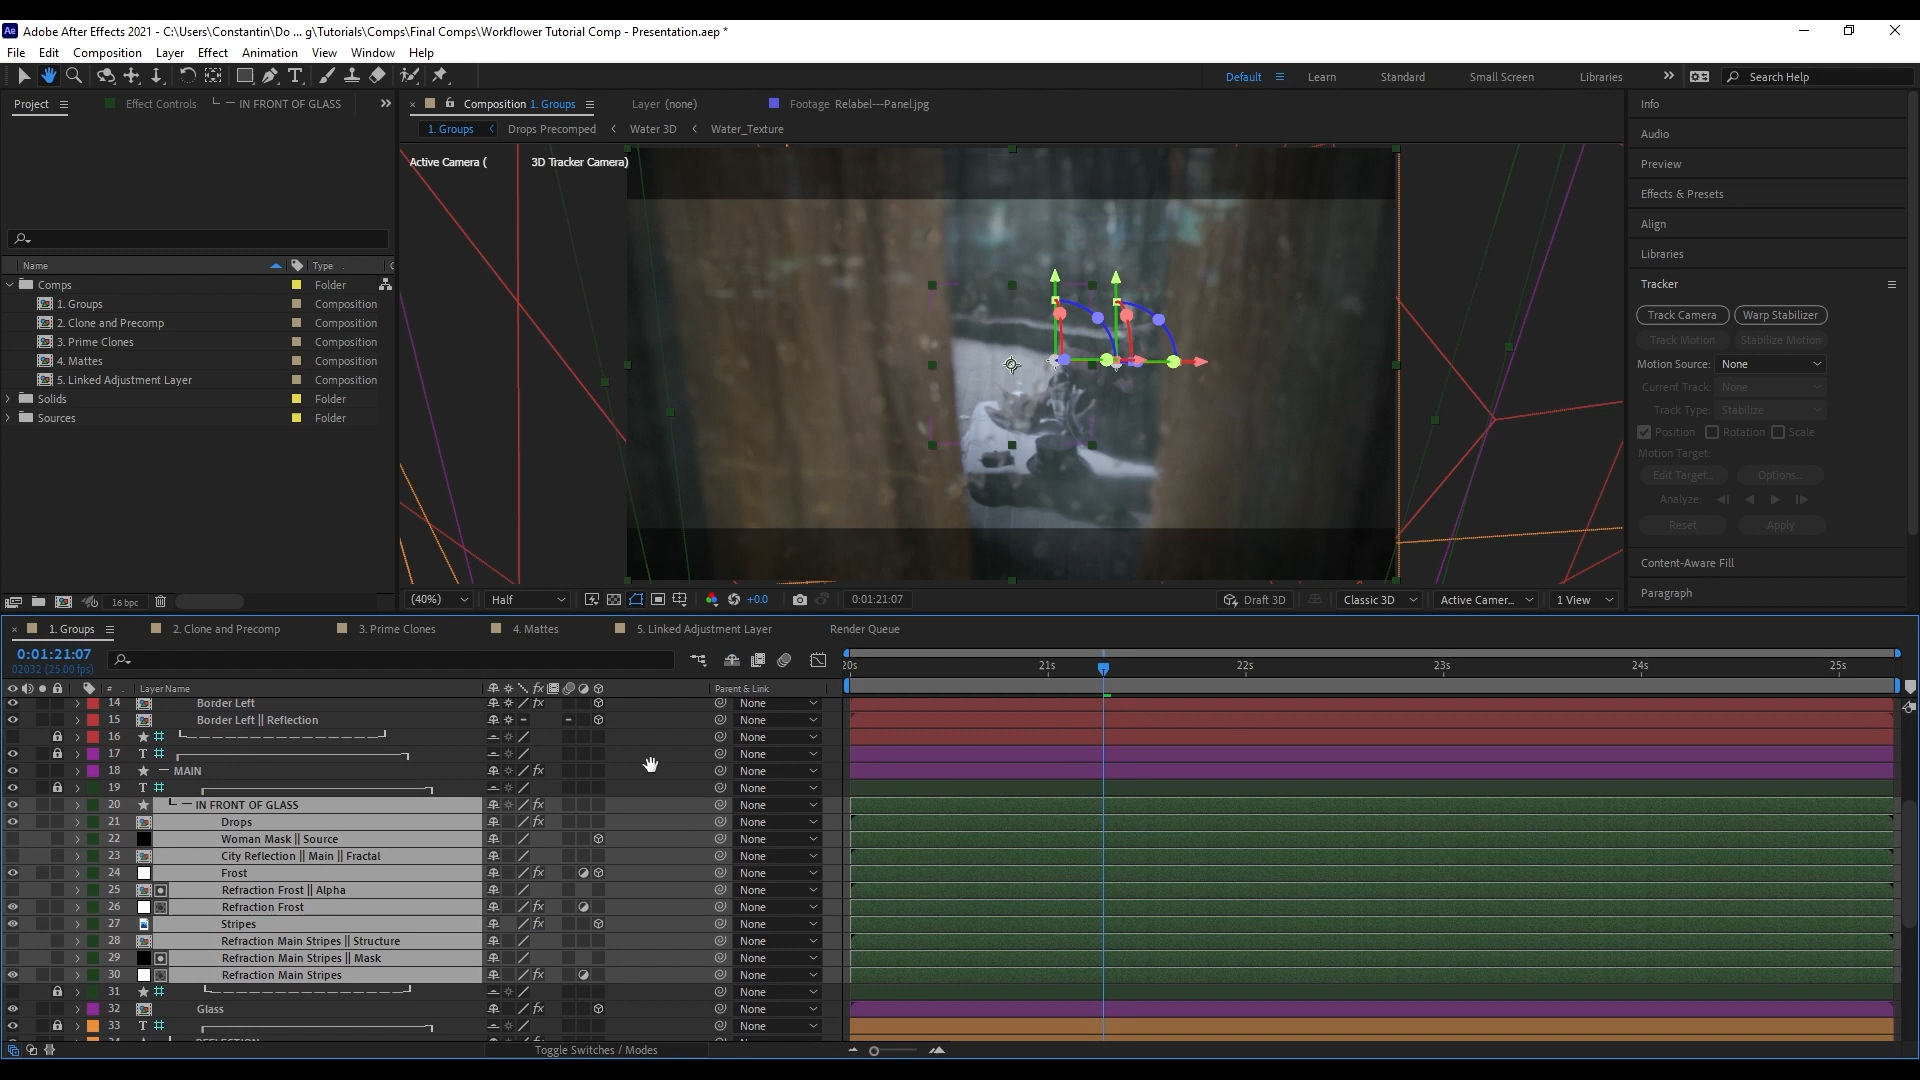 Ae Adobe After Effects 2021 - C:\Users\Constantin\Do ... g\Tutorials\Comps\Final Comps\Workflower Tutorial Comp - Presentation.aep *
File Edit Composition Layer Effect Animation View Window Help
Default Learn Standard Small Screen Libraries Search Help
Project Effect Controls IN FRONT OF GLASS
Composition 1. Groups Layer (none) Footage Relabel---Panel.jpg
1. Groups Drops Precomped Water 3D Water_Texture
Active Camera ( 3D Tracker Camera)
Name Type
Comps Folder
1. Groups Composition
2. Clone and Precomp Composition
3. Prime Clones Composition
4. Mattes Composition
5. Linked Adjustment Layer Composition
Solids Folder
Sources Folder
16 bpc
(40%) Half +0.0 0:01:21:07 Draft 3D Classic 3D Active Camer... 1 View
Info
Audio
Preview
Effects & Presets
Align
Libraries
Tracker
Track Camera Warp Stabilizer
Track Motion Stabilize Motion
Motion Source: None
Current Track: None
Track Type: Stabilize
Position Rotation Scale
Motion Target:
Edit Target... Options...
Analyze:
Reset Apply
Content-Aware Fill
Paragraph
1. Groups 2. Clone and Precomp 3. Prime Clones 4. Mattes 5. Linked Adjustment Layer Render Queue
0:01:21:07
02032 (25.00 fps)
20s 21s 22s 23s 24s 25s
# Layer Name fx Parent & Link
14 Border Left fx None
15 Border Left || Reflection None
16 None
17 T None
18 MAIN fx None
19 T None
20 IN FRONT OF GLASS fx None
21 Drops fx None
22 Woman Mask || Source None
23 City Reflection || Main || Fractal None
24 Frost fx None
25 Refraction Frost || Alpha None
26 Refraction Frost None
27 Stripes fx None
28 Refraction Main Stripes || Structure None
29 Refraction Main Stripes || Mask None
30 Refraction Main Stripes fx None
31 None
32 Glass fx None
33 T None
Toggle Switches / Modes